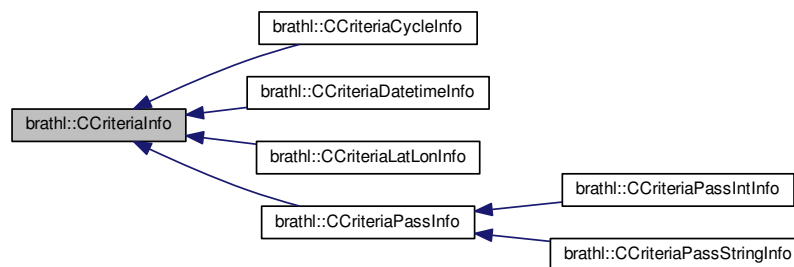 brathl::CCriteriaCycleInfo
brathl::CCriteriaDatetimeInfo
brathl::CCriteriaInfo
brathl::CCriteriaLatLonInfo
brathl::CCriteriaPassIntInfo
brathl::CCriteriaPassInfo
brathl::CCriteriaPassStringInfo